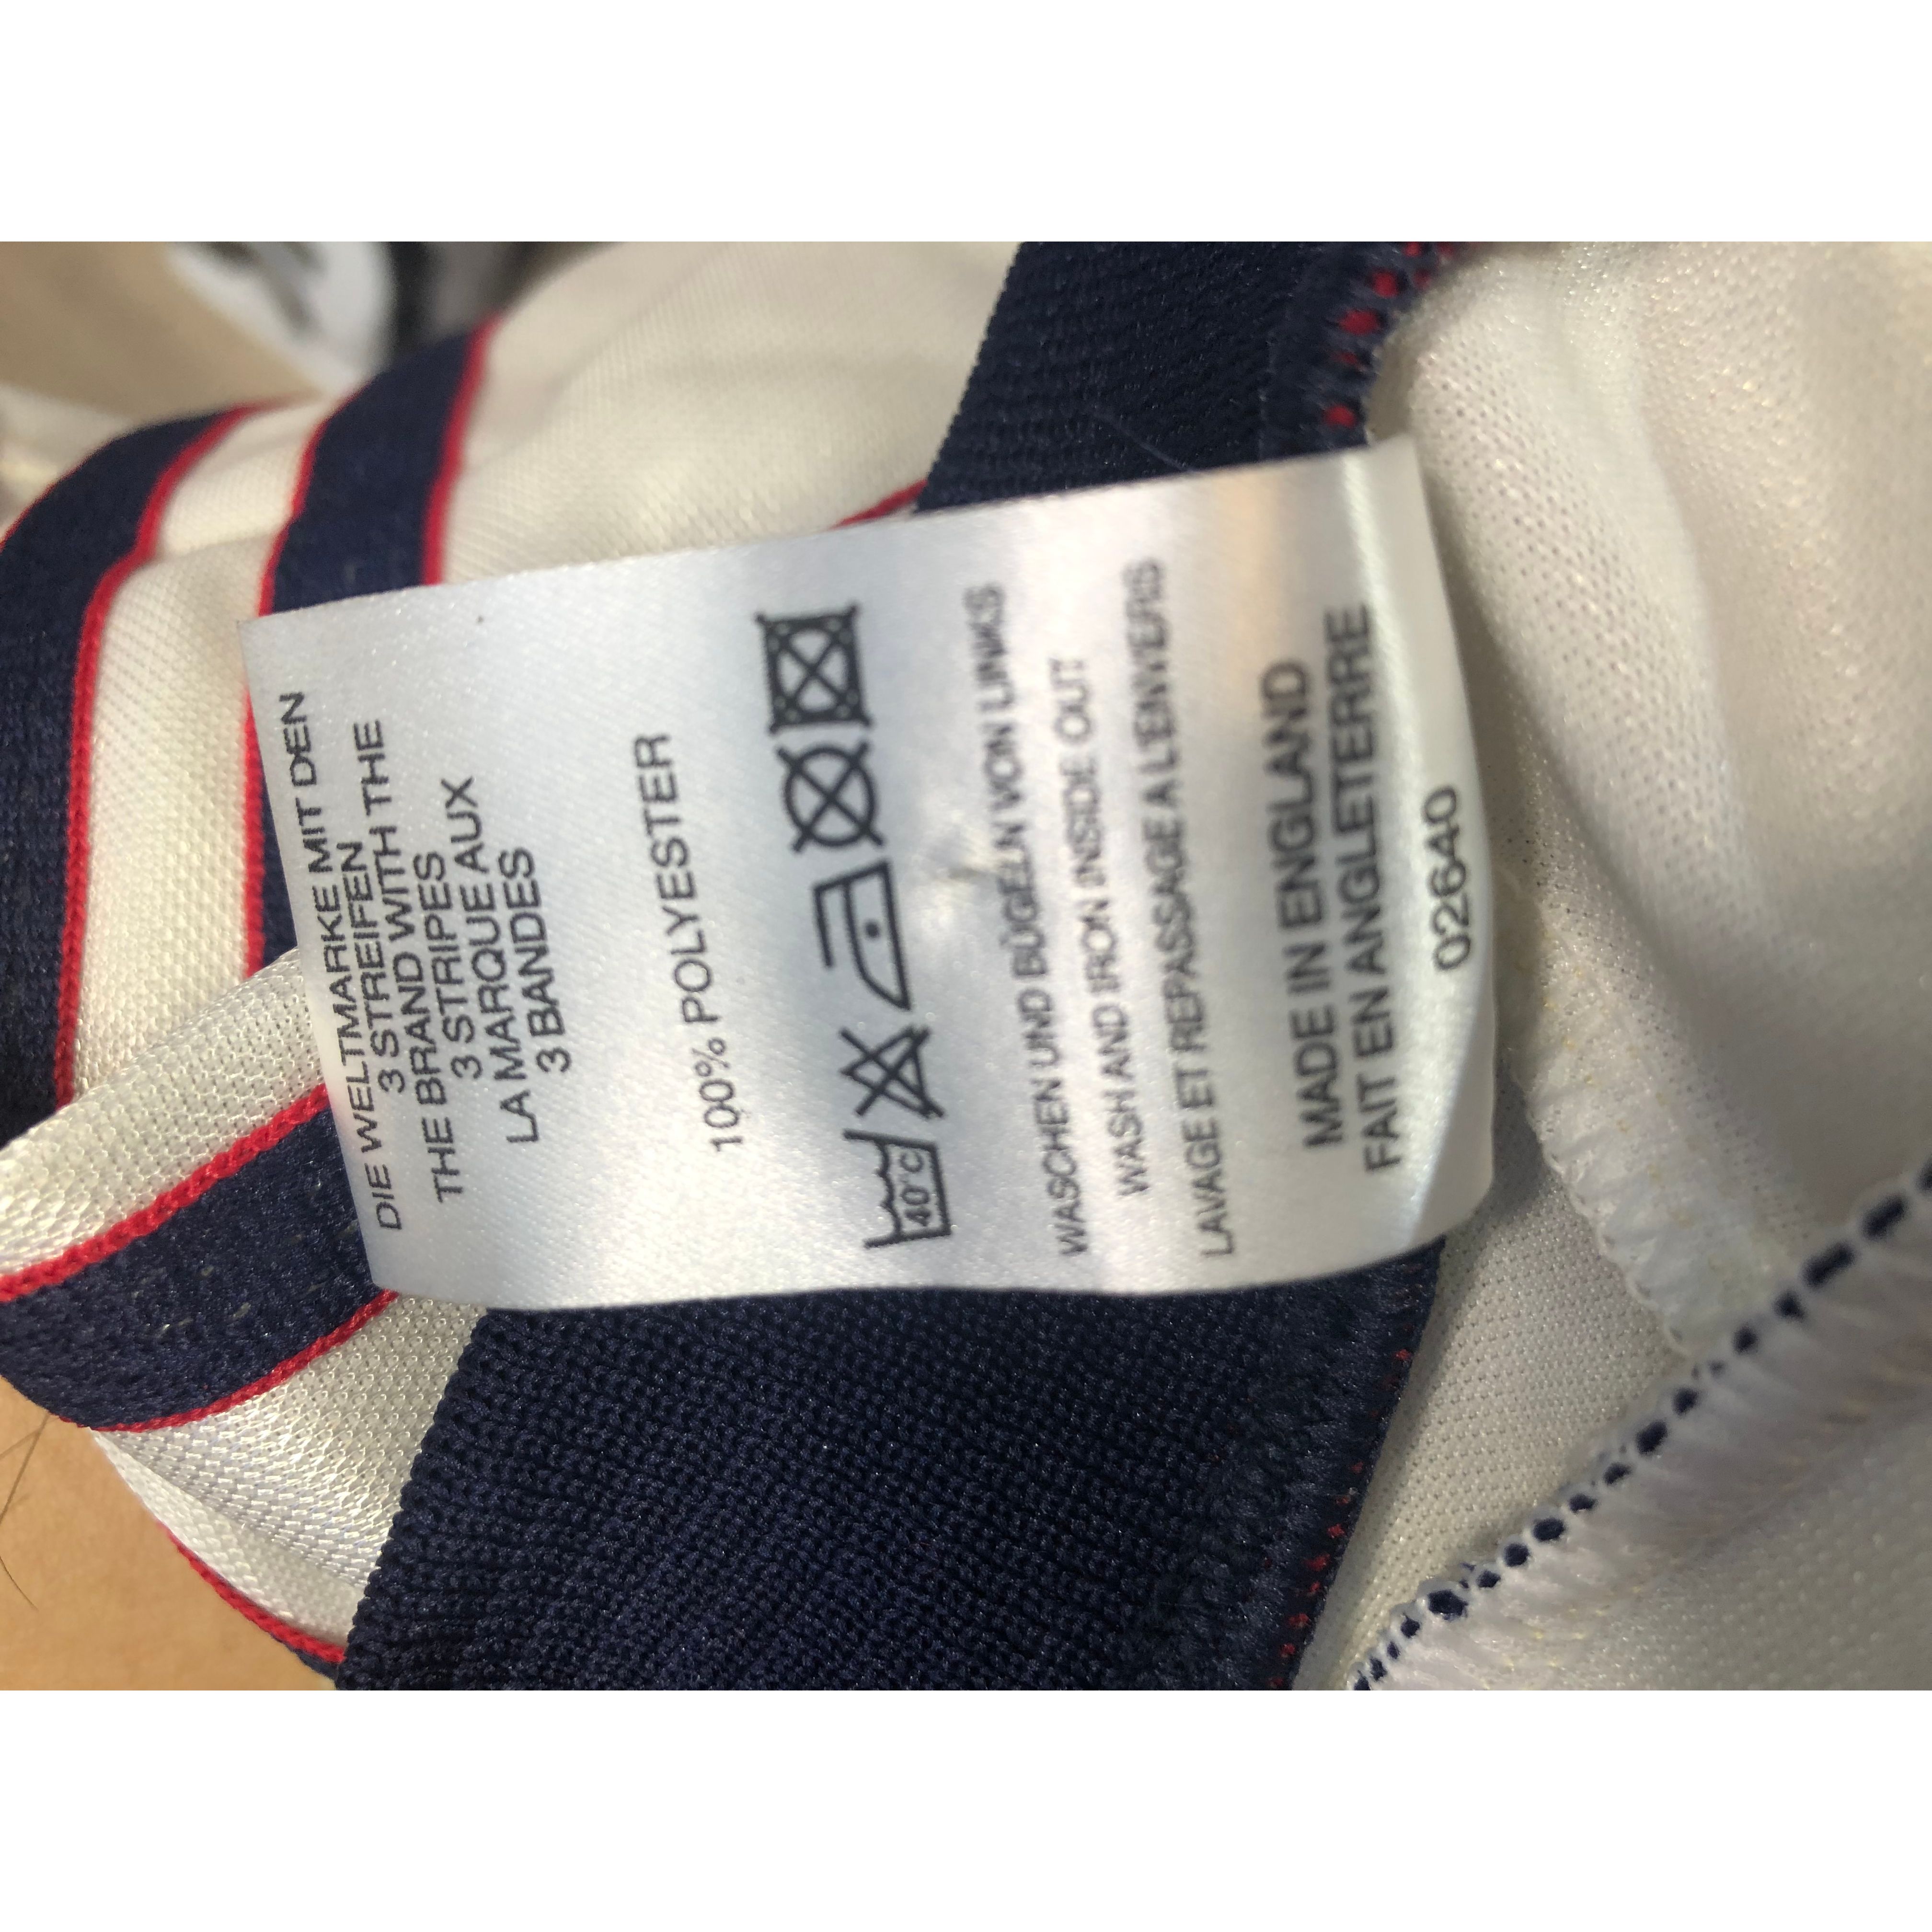 DIE WELTMARKE MIT DEN
3 STREIFEN
THE BRAND WITH THE
3 STRIPES
LA MARQUE AUX
3 BANDES
100% POLYESTER
40°C
WASCHEN UND BÜGELN VON LINKS
WASH AND IRON INSIDE OUT
LAVAGE ET REPASSAGE A L'ENVERS
MADE IN ENGLAND
FAIT EN ANGLETERRE
02640